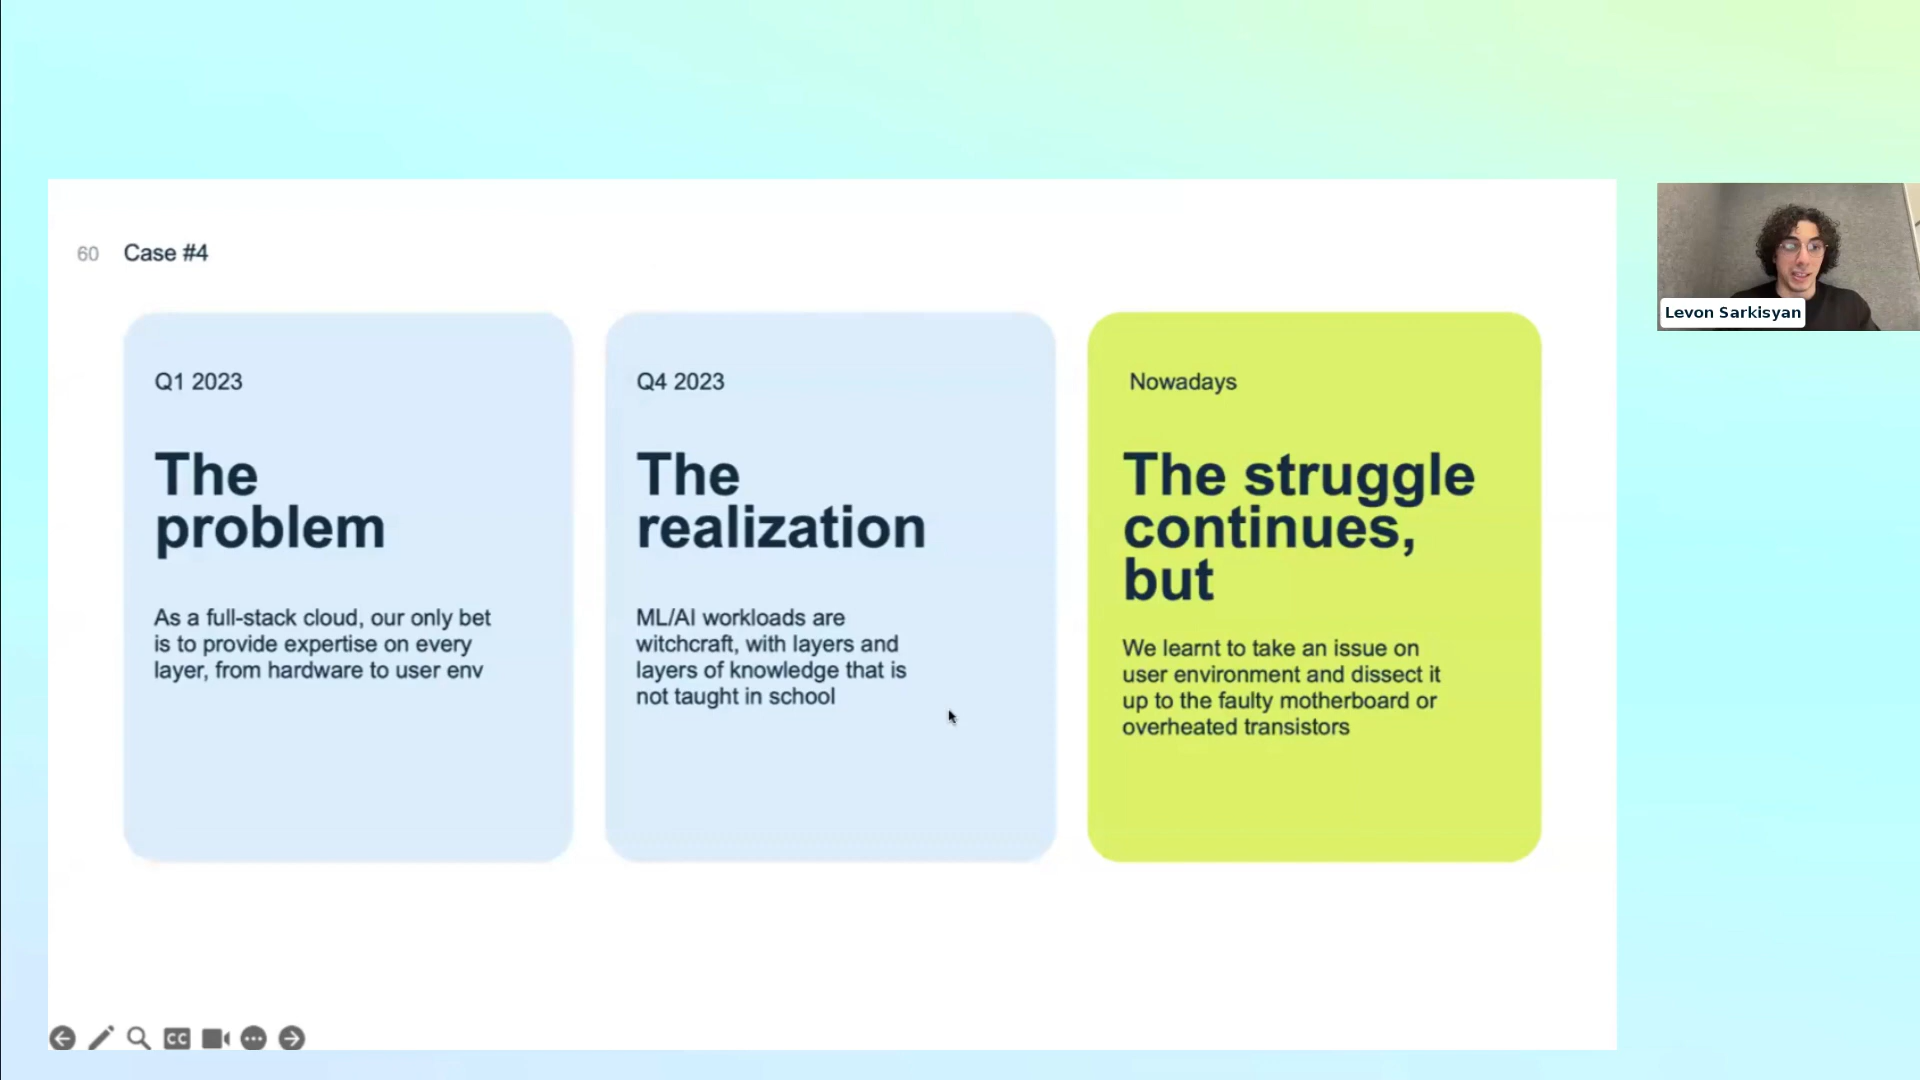 60 Case #4
Q1 2023
The
problem
As a full-stack cloud, our only bet
is to provide expertise on every
layer, from hardware to user env
Q4 2023
The
realization
ML/AI workloads are
witchcraft, with layers and
layers of knowledge that is
not taught in school
Nowadays
The struggle
continues,
but
We learnt to take an issue on
user environment and dissect it
up to the faulty motherboard or
overheated transistors
Levon Sarkisyan
CC